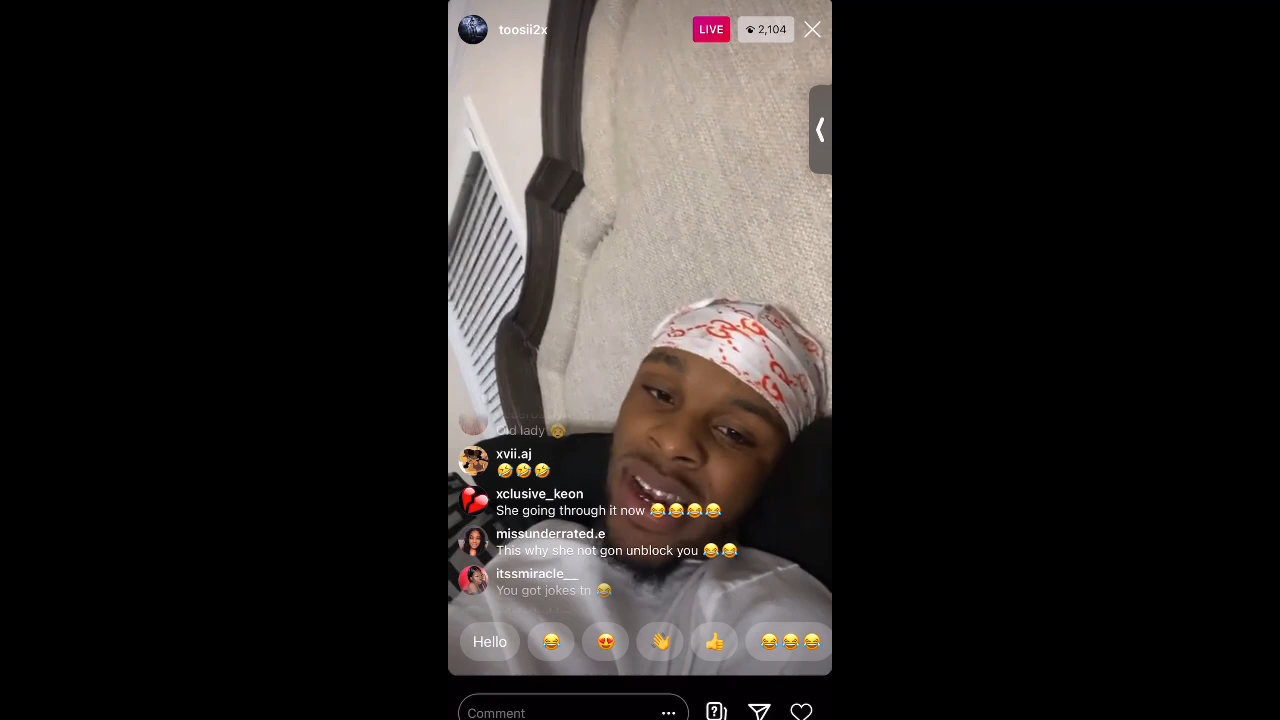 toosii2x
LIVE
2,104
lady 🙆
xvii.aj
🤣🤣🤣
xclusive_keon
She going through it now 😂😂😂😂
missunderrated.e
This why she not gon unblock you 😂😂
itssmiracle__
You got jokes tn 😂
Hello 😂 😍 👋 👍 😂😂😂
Comment